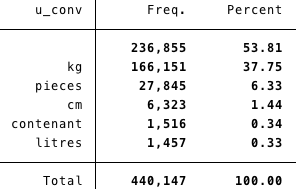 u_conv Freq. Percent
236,855 53.81
kg 166,151 37.75
pieces 27,845 6.33
cm 6,323 1.44
contenant 1,516 0.34
litres 1,457 0.33
Total 440,147 100.00